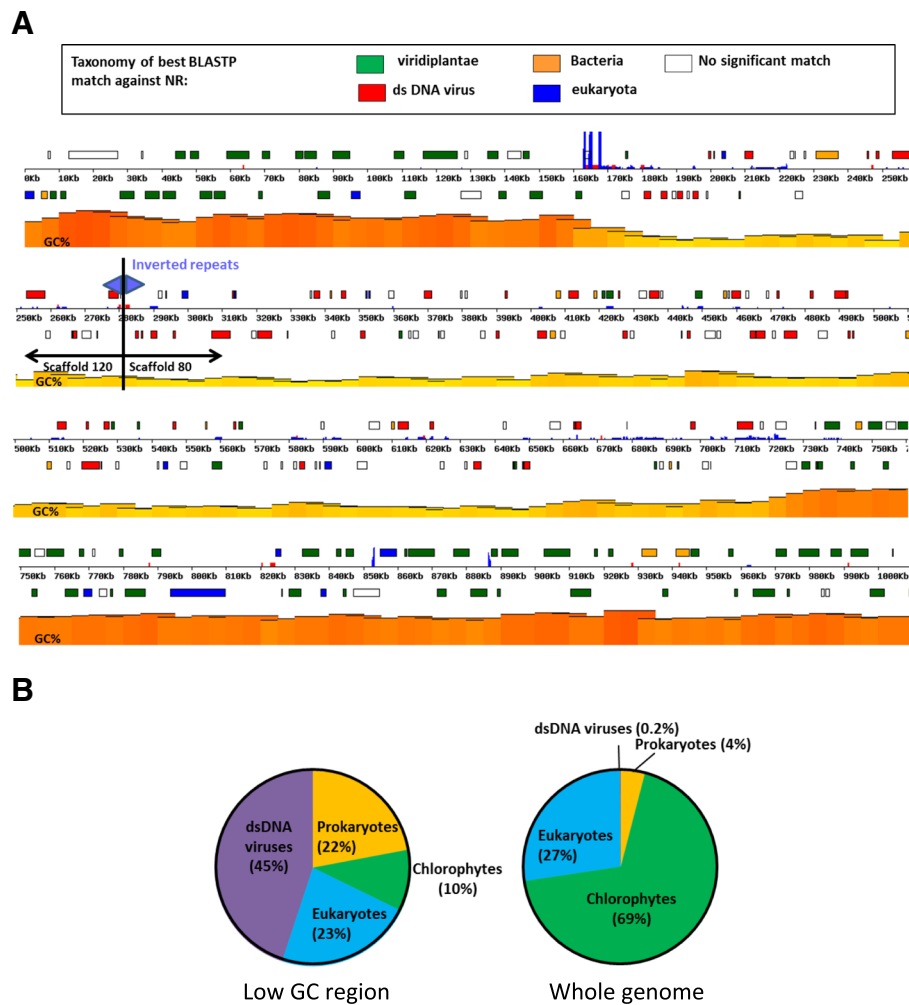 A
Taxonomy of best BLASTP match against NR:
viridiplantae
Bacteria
No significant match
ds DNA virus
eukaryota
0Kb 10Kb 20Kb 30Kb 40Kb 50Kb 60Kb 70Kb 80Kb 90Kb 100Kb 110Kb 120Kb 130Kb 140Kb 150Kb 160Kb 170Kb 180Kb 190Kb 200Kb 210Kb 220Kb 230Kb 240Kb 250Kb
GC%
Inverted repeats
250Kb 260Kb 270Kb 280Kb 290Kb 300Kb 310Kb 320Kb 330Kb 340Kb 350Kb 360Kb 370Kb 380Kb 390Kb 400Kb 410Kb 420Kb 430Kb 440Kb 450Kb 460Kb 470Kb 480Kb 490Kb 500Kb
Scaffold 120 Scaffold 80
GC%
500Kb 510Kb 520Kb 530Kb 540Kb 550Kb 560Kb 570Kb 580Kb 590Kb 600Kb 610Kb 620Kb 630Kb 640Kb 650Kb 660Kb 670Kb 680Kb 690Kb 700Kb 710Kb 720Kb 730Kb 740Kb 750Kb
GC%
750Kb 760Kb 770Kb 780Kb 790Kb 800Kb 810Kb 820Kb 830Kb 840Kb 850Kb 860Kb 870Kb 880Kb 890Kb 900Kb 910Kb 920Kb 930Kb 940Kb 950Kb 960Kb 970Kb 980Kb 990Kb 1000Kb
GC%
B
dsDNA viruses (45%)
Prokaryotes (22%)
Chlorophytes (10%)
Eukaryotes (23%)
Low GC region
dsDNA viruses (0.2%)
Prokaryotes (4%)
Eukaryotes (27%)
Chlorophytes (69%)
Whole genome